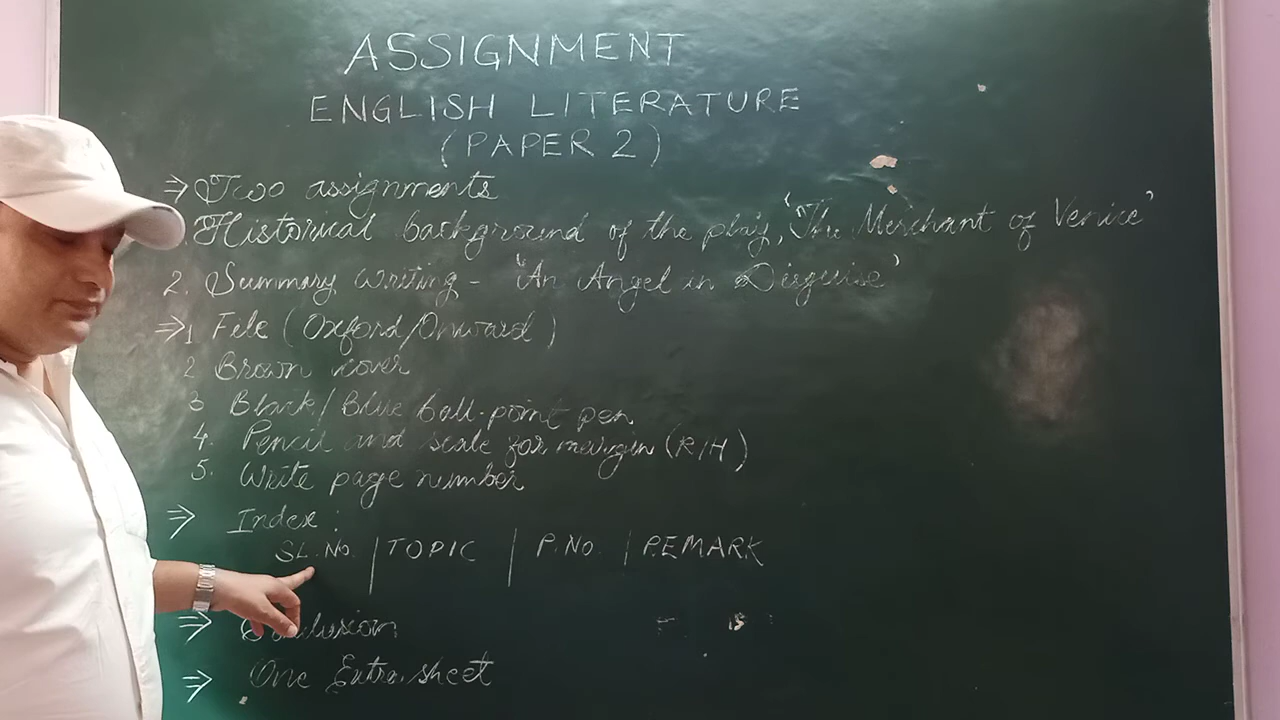 ASSIGNMENT
ENGLISH LITERATURE
(PAPER 2)
⇒ Two assignments
Historical background of the play, 'The Merchant of Venice'
2. Summary writing - 'An Angel in Disguise'
⇒ 1 File (Oxford/Onward)
2 Brown cover
3 Black/Blue ball-point pen
4. Pencil and scale for margin (R/H)
5. Write page number
⇒ Index:
SL.No. | TOPIC | P.No. | REMARK
⇒
⇒ One Extra sheet